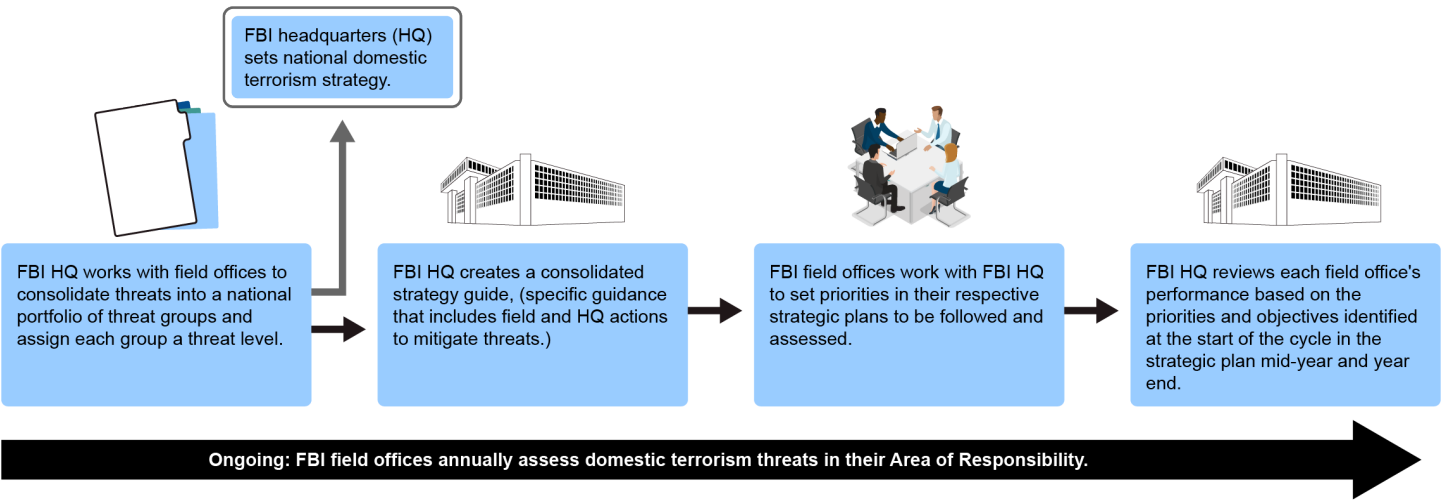 FBI headquarters (HQ)
sets national domestic
terrorism strategy.
FBI HQ works with field offices to
consolidate threats into a national
portfolio of threat groups and
assign each group a threat level.
FBI HQ creates a consolidated
strategy guide, (specific guidance
that includes field and HQ actions
to mitigate threats.)
FBI field offices work with FBI HQ
to set priorities in their respective
strategic plans to be followed and
assessed.
FBI HQ reviews each field office's
performance based on the
priorities and objectives identified
at the start of the cycle in the
strategic plan mid-year and year
end.
Ongoing: FBI field offices annually assess domestic terrorism threats in their Area of Responsibility.